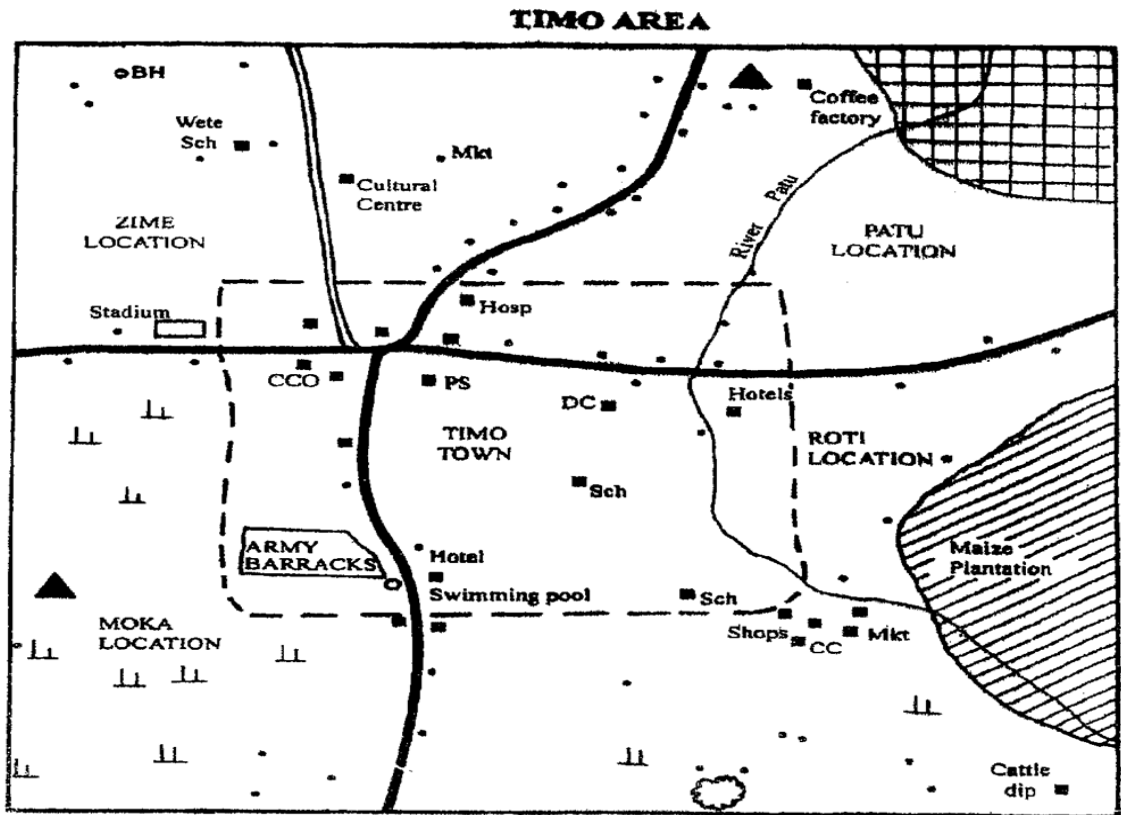 TIMO AREA
BH
Wete
Sch
Mkt
Coffee
factory
Cultural
Centre
River Patu
ZIME
LOCATION
PATU
LOCATION
Stadium
Hosp
CCO
PS
DC
Hotels
TIMO
TOWN
ROTI
LOCATION
Sch
ARMY
BARRACKS
Hotel
Maize
Plantation
Swimming pool
Sch
MOKA
LOCATION
Shops
CC
Mkt
Cattle
dip